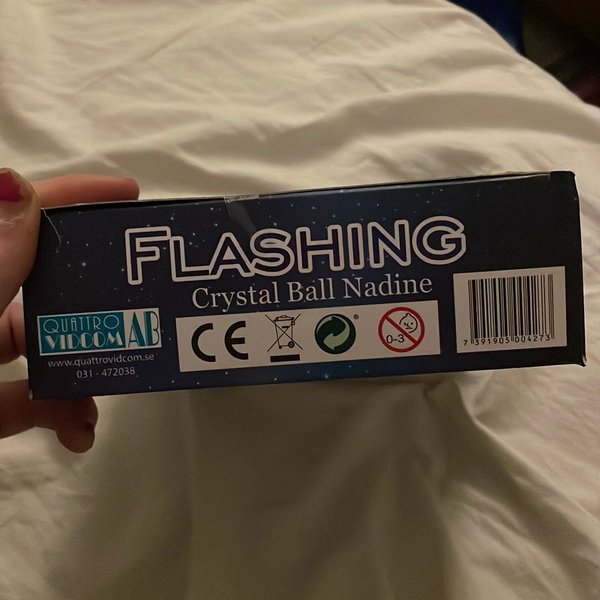 FLASHING
Crystal Ball Nadine
QUATTRO
VIDCOM AB
www.quattrovidcom.se
031 - 472038
CE
®
0-3
7 391905 004273